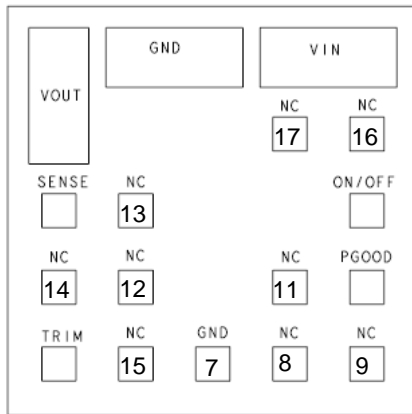 GND VIN
VOUT
NC NC
17 16
SENSE NC ON/OFF
13
NC NC NC PGOOD
14 12 11
TRIM NC GND NC NC
15 7 8 9